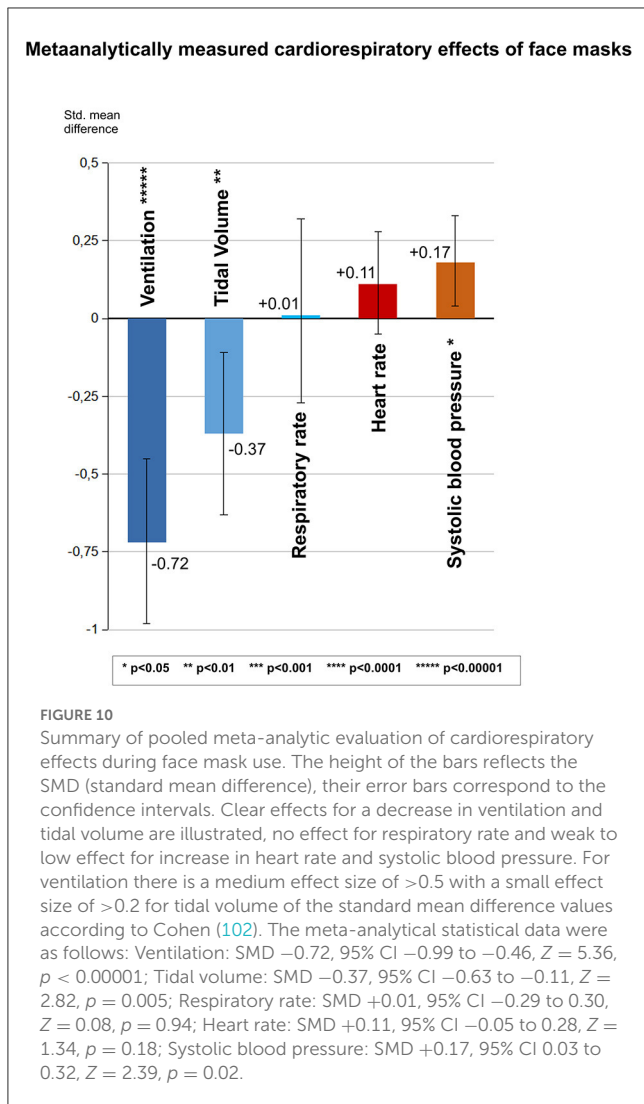 Metaanalytically measured cardiorespiratory effects of face masks
Std. mean
difference
0,5
0,25
0
-0,25
-0,5
-0,75
-1
Ventilation *****
Tidal Volume **
Respiratory rate
Heart rate
Systolic blood pressure *
-0.72
-0.37
+0.01
+0.11
+0.17
* p<0.05 ** p<0.01 *** p<0.001 **** p<0.0001 ***** p<0.00001
FIGURE 10
Summary of pooled meta-analytic evaluation of cardiorespiratory
effects during face mask use. The height of the bars reflects the
SMD (standard mean difference), their error bars correspond to the
confidence intervals. Clear effects for a decrease in ventilation and
tidal volume are illustrated, no effect for respiratory rate and weak to
low effect for increase in heart rate and systolic blood pressure. For
ventilation there is a medium effect size of >0.5 with a small effect
size of >0.2 for tidal volume of the standard mean difference values
according to Cohen (102). The meta-analytical statistical data were
as follows: Ventilation: SMD −0.72, 95% CI −0.99 to −0.46, Z = 5.36,
p < 0.00001; Tidal volume: SMD −0.37, 95% CI −0.63 to −0.11, Z =
2.82, p = 0.005; Respiratory rate: SMD +0.01, 95% CI −0.29 to 0.30,
Z = 0.08, p = 0.94; Heart rate: SMD +0.11, 95% CI −0.05 to 0.28, Z =
1.34, p = 0.18; Systolic blood pressure: SMD +0.17, 95% CI 0.03 to
0.32, Z = 2.39, p = 0.02.